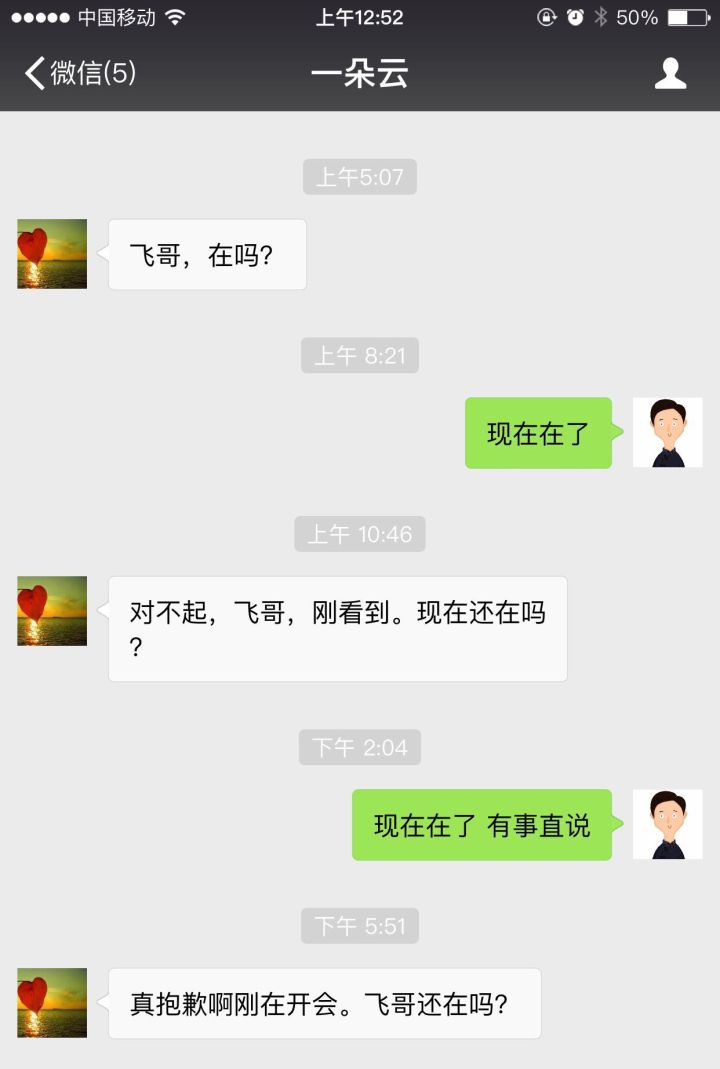 中国移动 上午12:52 50%
微信(5) 一朵云
上午5:07
飞哥，在吗?
上午 8:21
现在在了
上午 10:46
对不起，飞哥，刚看到。现在还在吗
?
下午 2:04
现在在了 有事直说
下午 5:51
真抱歉啊刚在开会。飞哥还在吗?